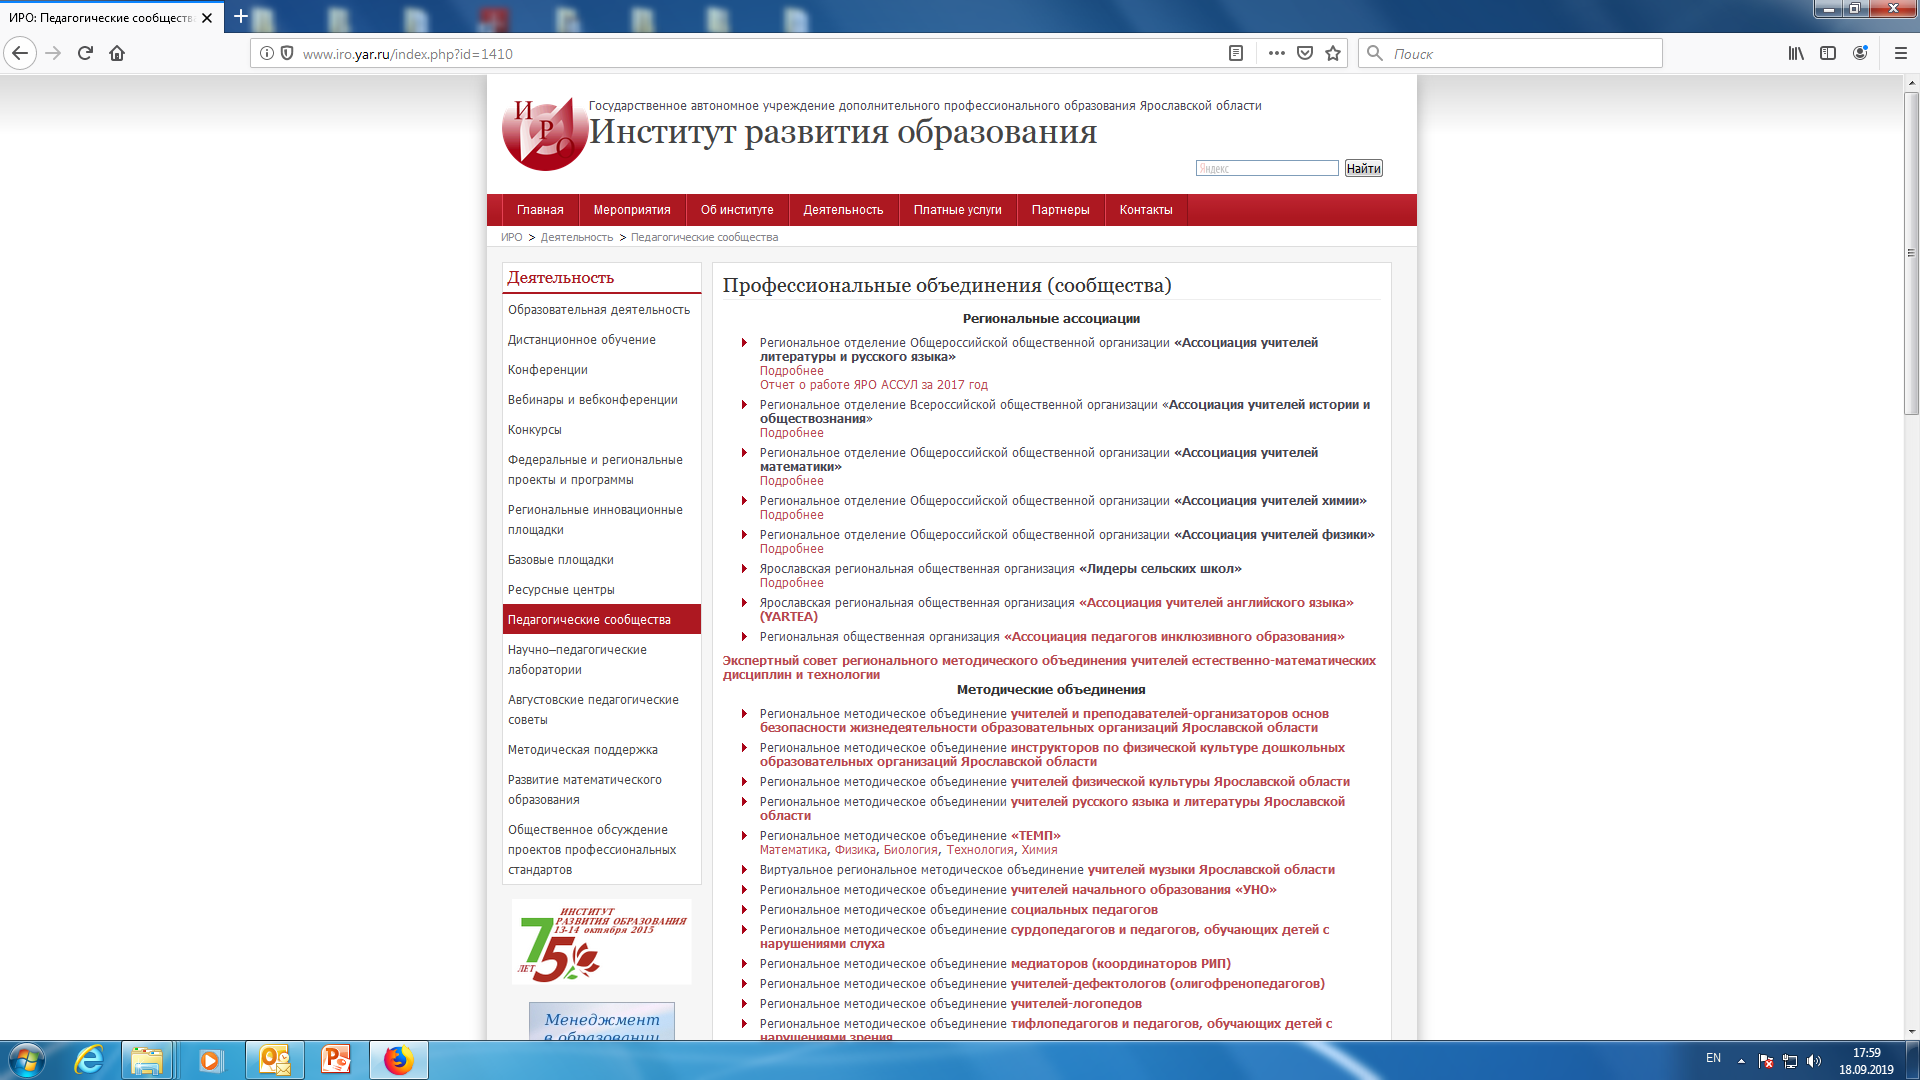 ИРО: Педагогические сообщества
www.iro.yar.ru/index.php?id=1410
Поиск
ИРО
Государственное автономное учреждение дополнительного профессионального образования Ярославской области
Институт развития образования
Яндекс
Найти
Главная
Мероприятия
Об институте
Деятельность
Платные услуги
Партнеры
Контакты
ИРО > Деятельность > Педагогические сообщества
Деятельность
Образовательная деятельность
Дистанционное обучение
Конференции
Вебинары и вебконференции
Конкурсы
Федеральные и региональные
проекты и программы
Региональные инновационные
площадки
Базовые площадки
Ресурсные центры
Педагогические сообщества
Научно–педагогические
лаборатории
Августовские педагогические
советы
Методическая поддержка
Развитие математического
образования
Общественное обсуждение
проектов профессиональных
стандартов
ИНСТИТУТ
РАЗВИТИЯ ОБРАЗОВАНИЯ
13-14 октября 2015
75
ЛЕТ
Менеджмент
в образовании
Профессиональные объединения (сообщества)
Региональные ассоциации
Региональное отделение Общероссийской общественной организации «Ассоциация учителей
литературы и русского языка»
Подробнее
Отчет о работе ЯРО АССУЛ за 2017 год
Региональное отделение Всероссийской общественной организации «Ассоциация учителей истории и
обществознания»
Подробнее
Региональное отделение Общероссийской общественной организации «Ассоциация учителей
математики»
Подробнее
Региональное отделение Общероссийской общественной организации «Ассоциация учителей химии»
Подробнее
Региональное отделение Общероссийской общественной организации «Ассоциация учителей физики»
Подробнее
Ярославская региональная общественная организация «Лидеры сельских школ»
Подробнее
Ярославская региональная общественная организация «Ассоциация учителей английского языка»
(YARTEA)
Региональная общественная организация «Ассоциация педагогов инклюзивного образования»
Экспертный совет регионального методического объединения учителей естественно-математических
дисциплин и технологии
Методические объединения
Региональное методическое объединение учителей и преподавателей-организаторов основ
безопасности жизнедеятельности образовательных организаций Ярославской области
Региональное методическое объединение инструкторов по физической культуре дошкольных
образовательных организаций Ярославской области
Региональное методическое объединение учителей физической культуры Ярославской области
Региональное методическое объединении учителей русского языка и литературы Ярославской
области
Региональное методическое объединение «ТЕМП»
Математика, Физика, Биология, Технология, Химия
Виртуальное региональное методическое объединение учителей музыки Ярославской области
Региональное методическое объединение учителей начального образования «УНО»
Региональное методическое объединение социальных педагогов
Региональное методическое объединение сурдопедагогов и педагогов, обучающих детей с
нарушениями слуха
Региональное методическое объединение медиаторов (координаторов РИП)
Региональное методическое объединение учителей-дефектологов (олигофренопедагогов)
Региональное методическое объединение учителей-логопедов
Региональное методическое объединение тифлопедагогов и педагогов, обучающих детей с
нарушениями зрения
EN
17:59
18.09.2019